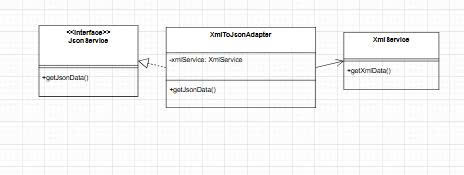 <<Interface>>
JsonService
+getJsonData()
XmlToJsonAdapter
-xmlService: XmlService
+getJsonData()
XmlService
+getXmlData()